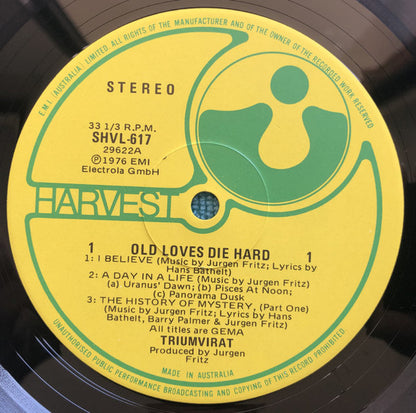 E.M.I. (AUSTRALIA) LIMITED. ALL RIGHTS OF THE MANUFACTURER AND OF THE OWNER OF THE RECORDED WORK RESERVED
STEREO
33 1/3 R.P.M.
SHVL-617
29622A
℗1976 EMI
Electrola GmbH
HARVEST
1 OLD LOVES DIE HARD 1
1: I BELIEVE (Music by Jurgen Fritz; Lyrics by
Hans Bathelt)
2: A DAY IN A LIFE (Music by Jurgen Fritz)
(a) Uranus' Dawn; (b) Pisces At Noon;
(c) Panorama Dusk
3: THE HISTORY OF MYSTERY, (Part One)
(Music by Jurgen Fritz; Lyrics by Hans
Bathelt, Barry Palmer & Jurgen Fritz)
All titles are GEMA
TRIUMVIRAT
Produced by Jurgen
Fritz
UNAUTHORISED PUBLIC PERFORMANCE BROADCASTING AND COPYING OF THIS RECORD PROHIBITED.
MADE IN AUSTRALIA